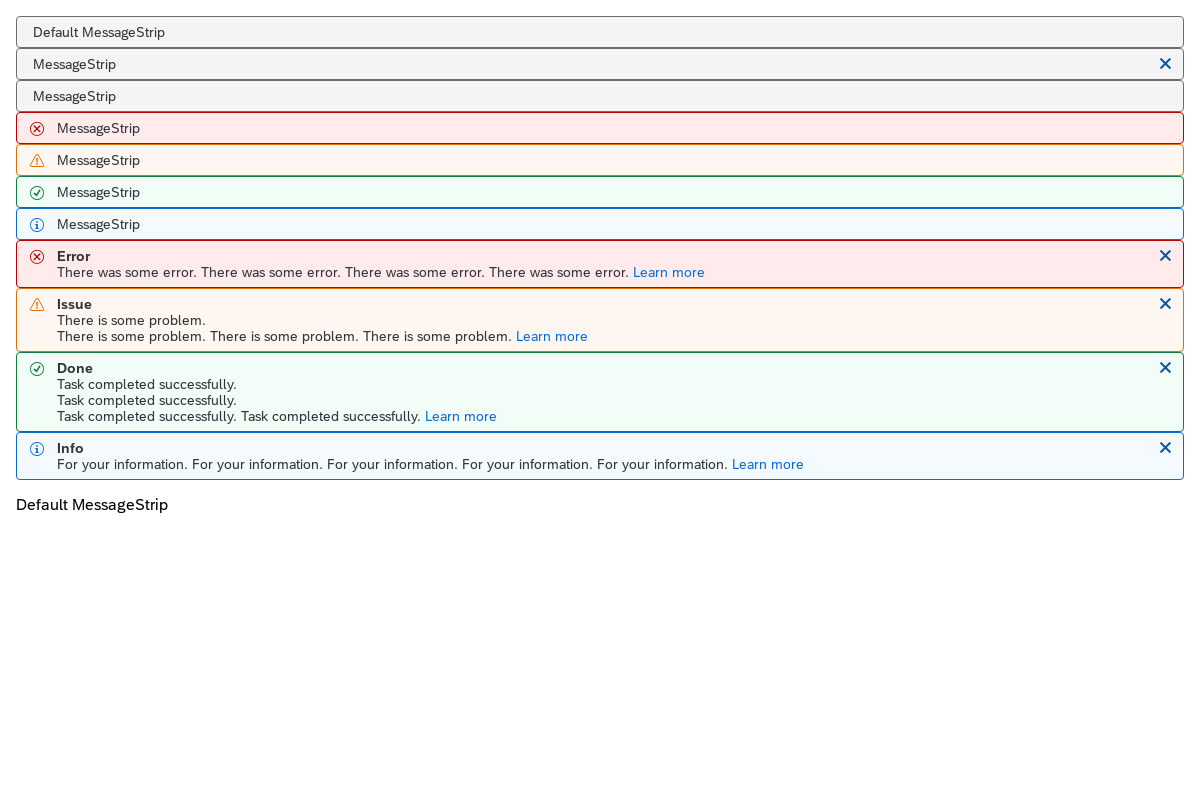 Default MessageStrip
MessageStrip
MessageStrip
MessageStrip
MessageStrip
MessageStrip
MessageStrip
Error
There was some error. There was some error. There was some error. There was some error. Learn more
Issue
There is some problem.
There is some problem. There is some problem. There is some problem. Learn more
Done
Task completed successfully.
Task completed successfully.
Task completed successfully. Task completed successfully. Learn more
Info
For your information. For your information. For your information. For your information. For your information. Learn more
Default MessageStrip